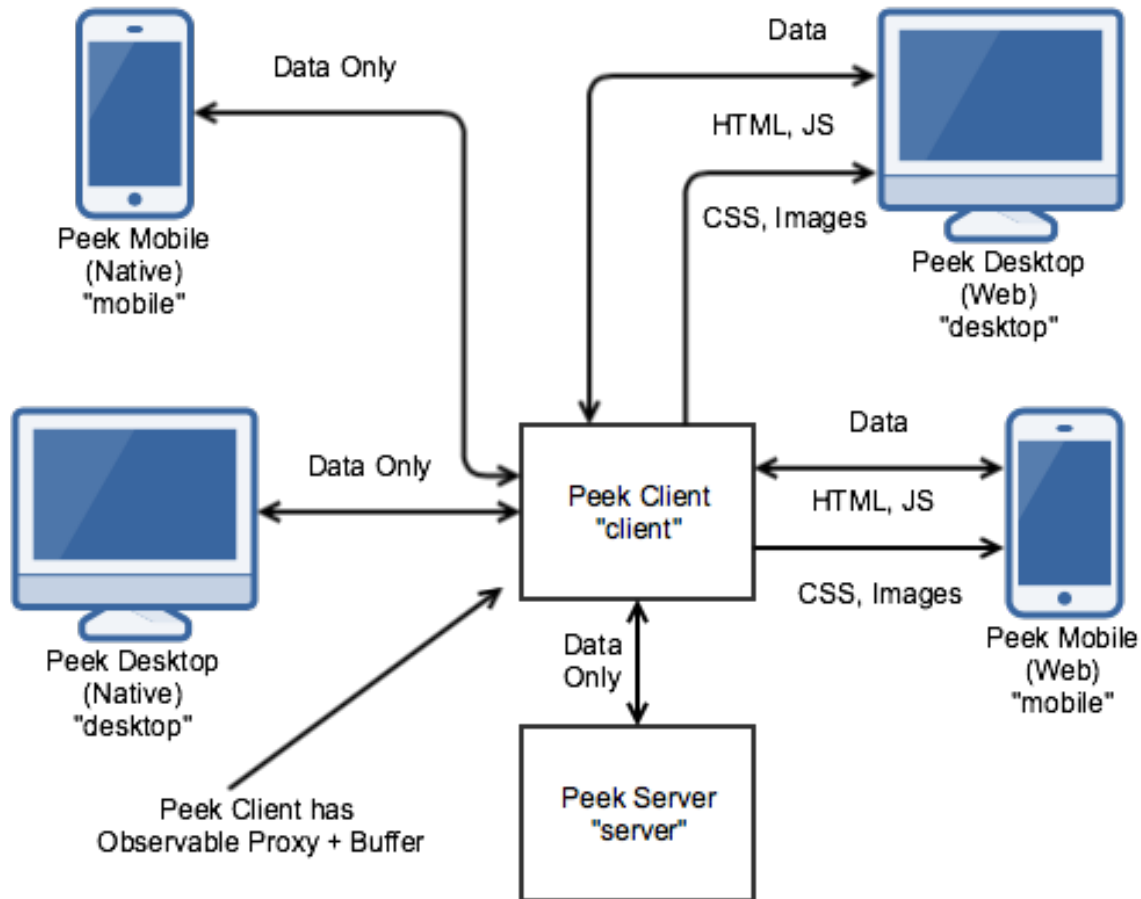 Data Only
Peek Mobile
(Native)
"mobile"
Data
HTML, JS
CSS, Images
Peek Desktop
(Web)
"desktop"
Data Only
Peek Desktop
(Native)
"desktop"
Peek Client
"client"
Data
HTML, JS
CSS, Images
Peek Mobile
(Web)
"mobile"
Data
Only
Peek Client has
Observable Proxy + Buffer
Peek Server
"server"